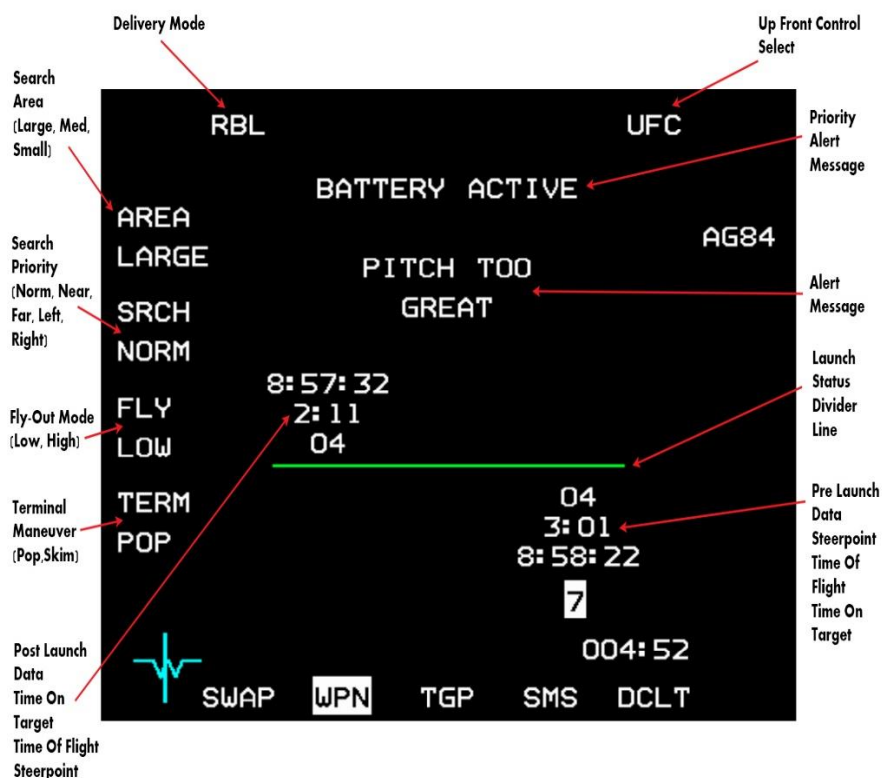 Delivery Mode
Up Front Control
Select
Search
Area
(Large, Med,
Small)
RBL
UFC
Priority
Alert
Message
BATTERY ACTIVE
AREA
LARGE
AG84
Search
Priority
(Norm, Near,
Far, Left,
Right)
PITCH TOO
GREAT
Alert
Message
SRCH
NORM
8:57:32
2:11
04
Launch
Status
Divider
Line
Fly-Out Mode
(Low, High)
FLY
LOW
04
3:01
8:58:22
Pre Launch
Data
Steerpoint
Time Of
Flight
Time On
Target
Terminal
Maneuver
(Pop,Skim)
TERM
POP
7
004:52
Post Launch
Data
Time On
Target
Time Of Flight
Steerpoint
SWAP WPN TGP SMS DCLT